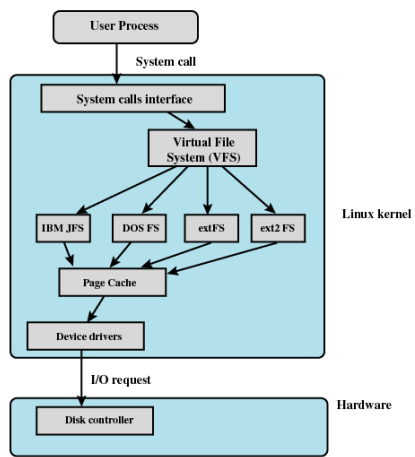 User Process
System call
System calls interface
Virtual File
System (VFS)
Linux kernel
IBM JFS
DOS FS
extFS
ext2 FS
Page Cache
Device drivers
I/O request
Hardware
Disk controller